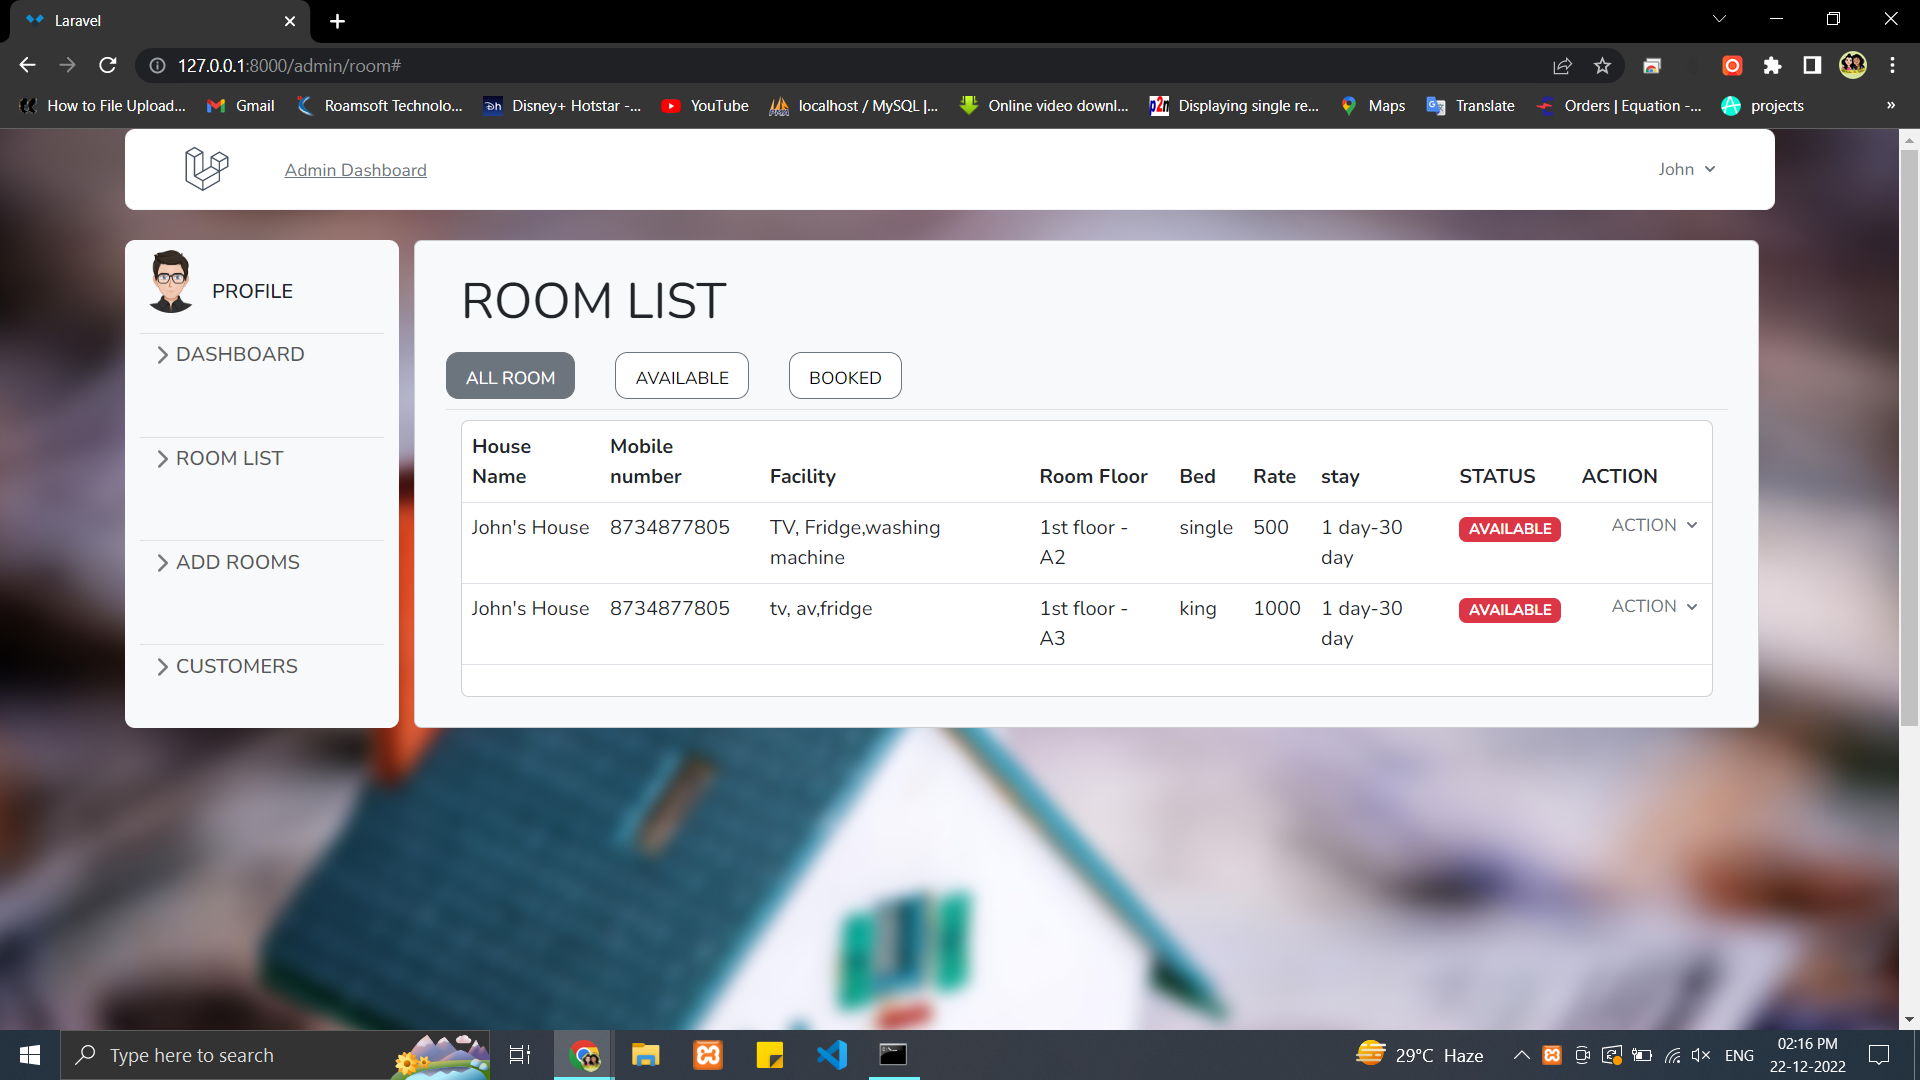 Laravel
127.0.0.1:8000/admin/room#
How to File Upload... Gmail Roamsoft Technolo... Disney+ Hotstar -... YouTube localhost / MySQL |... Online video downl... Displaying single re... Maps Translate Orders | Equation -... projects »
Admin Dashboard
John
PROFILE
DASHBOARD
ROOM LIST
ADD ROOMS
CUSTOMERS
ROOM LIST
ALL ROOM AVAILABLE BOOKED
House Name Mobile number Facility Room Floor Bed Rate stay STATUS ACTION
John's House 8734877805 TV, Fridge,washing machine 1st floor - A2 single 500 1 day-30 day AVAILABLE ACTION
John's House 8734877805 tv, av,fridge 1st floor - A3 king 1000 1 day-30 day AVAILABLE ACTION
Type here to search
29°C Haze
ENG
02:16 PM
22-12-2022